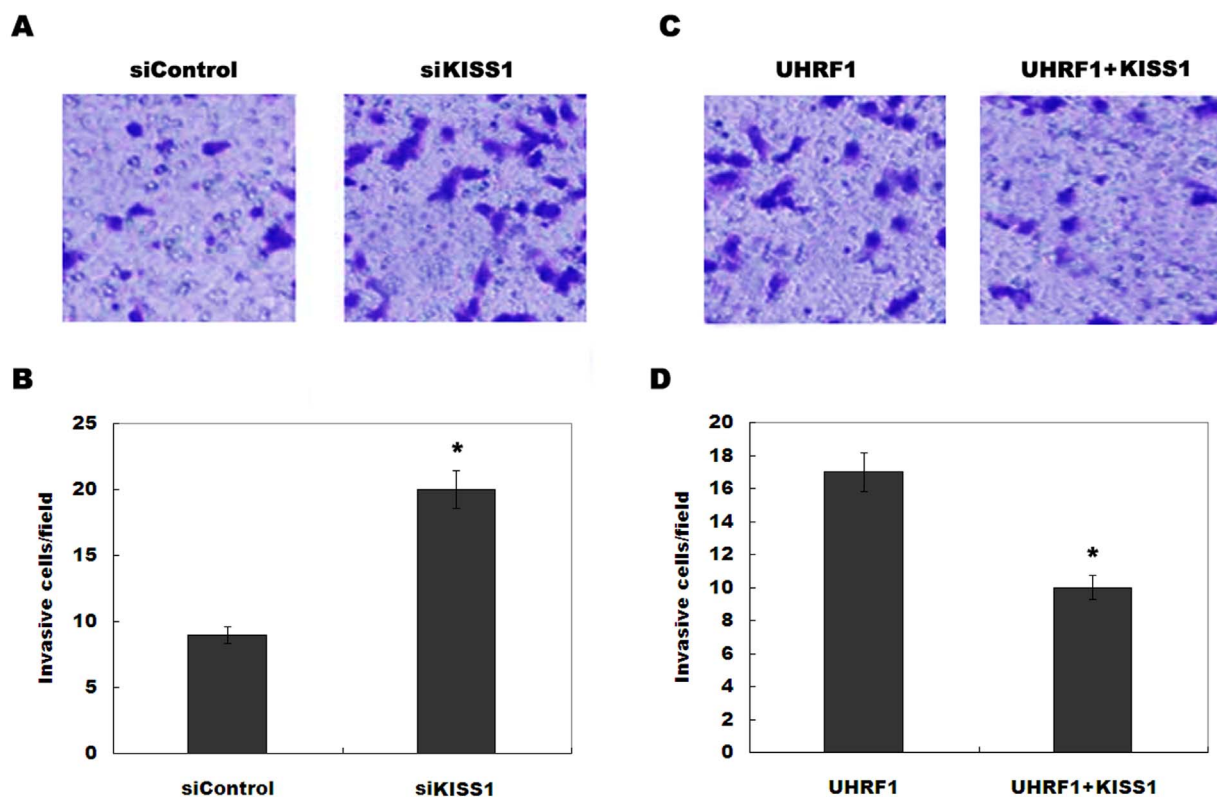 A
siControl
siKISS1
C
UHRF1
UHRF1+KISS1
B
25
20
15
10
5
0
Invasive cells/field
*
siControl
siKISS1
D
20
18
16
14
12
10
8
6
4
2
0
Invasive cells/field
*
UHRF1
UHRF1+KISS1